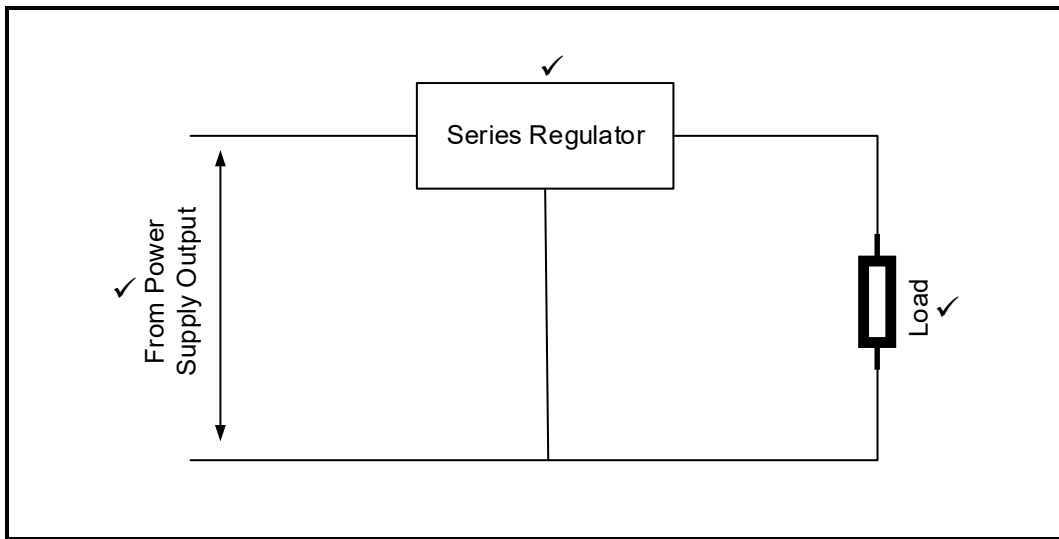 ✓
Series Regulator
✓
From Power
Supply Output
Load
✓